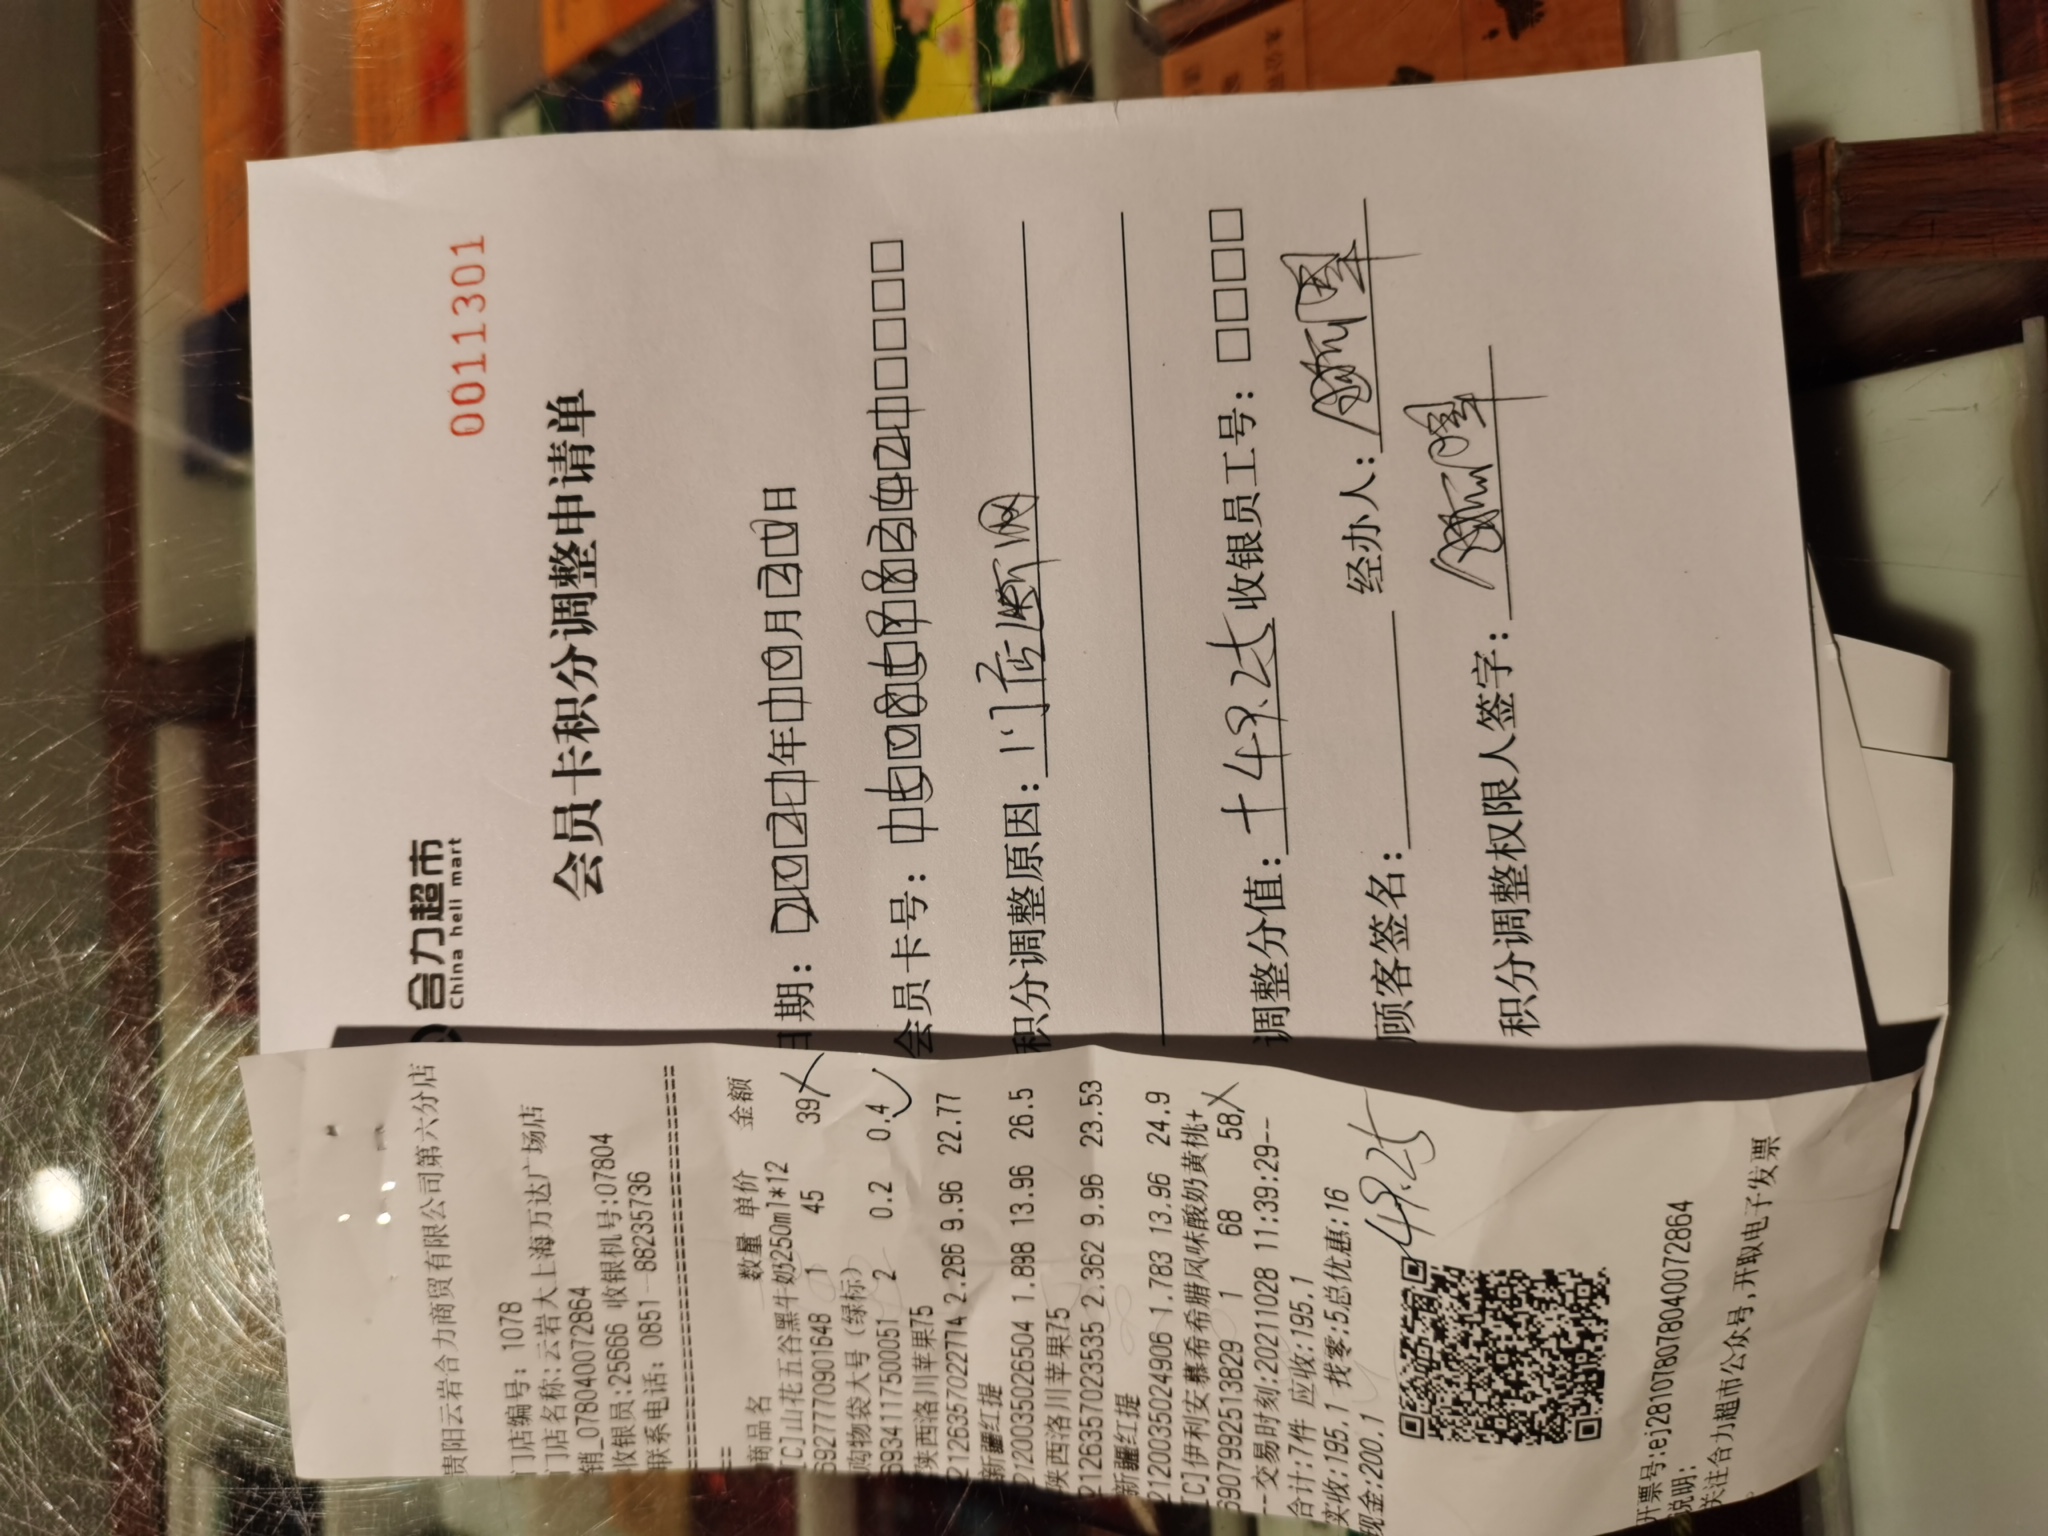 贵阳云岩合力商贸有限公司第六分店
门店编号: 1078
门店名称:云岩大上海万达广场店
销_078040072864
收银员:25666 收银机号:07804
联系电话: 0851--88235736
商品名 数量 单价 金额
[C]山花五谷黑牛奶250ml*12
69277770901648 1 45 39
购物袋大号(绿标)
6934117500051 2 0.2 0.4
陕西洛川苹果75
2126357022774 2.286 9.96 22.77
新疆红提
2120035026504 1.898 13.96 26.5
陕西洛川苹果75
2126357023535 2.362 9.96 23.53
新疆红提
2120035024906 1.783 13.96 24.9
[C]伊利安慕希希腊风味酸奶黄桃+
6907992513829 1 68 58
--交易时刻:20211028 11:39:29--
合计:7件 应收:195.1
实收:195.1 找零:5总优惠:16
现金:200.1
49.25
开票号:ej281078078040072864
说明:
关注合力超市公众号,开取电子发票
合力超市
China heli mart
00113​01
会员卡积分调整申请单
日期: 年 月 日
会员卡号:
积分调整原因: 门店断网
调整分值: +49.25 收银员工号: □□□□
顾客签名: 经办人:
积分调整权限人签字: